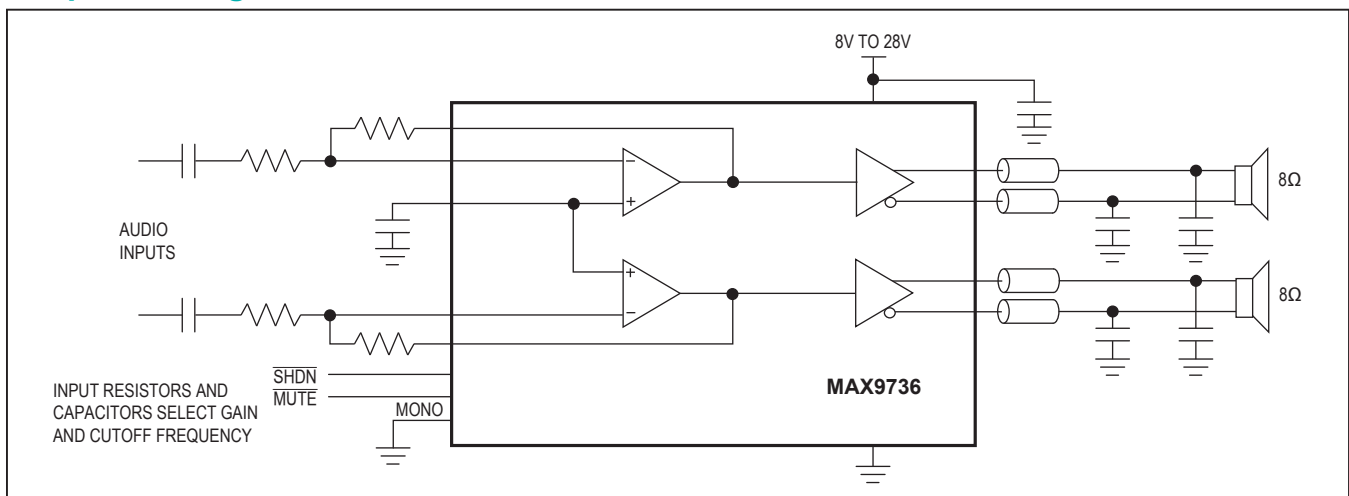 8V TO 28V
AUDIO
INPUTS
8Ω
8Ω
SHDN
MUTE
MONO
MAX9736
INPUT RESISTORS AND
CAPACITORS SELECT GAIN
AND CUTOFF FREQUENCY